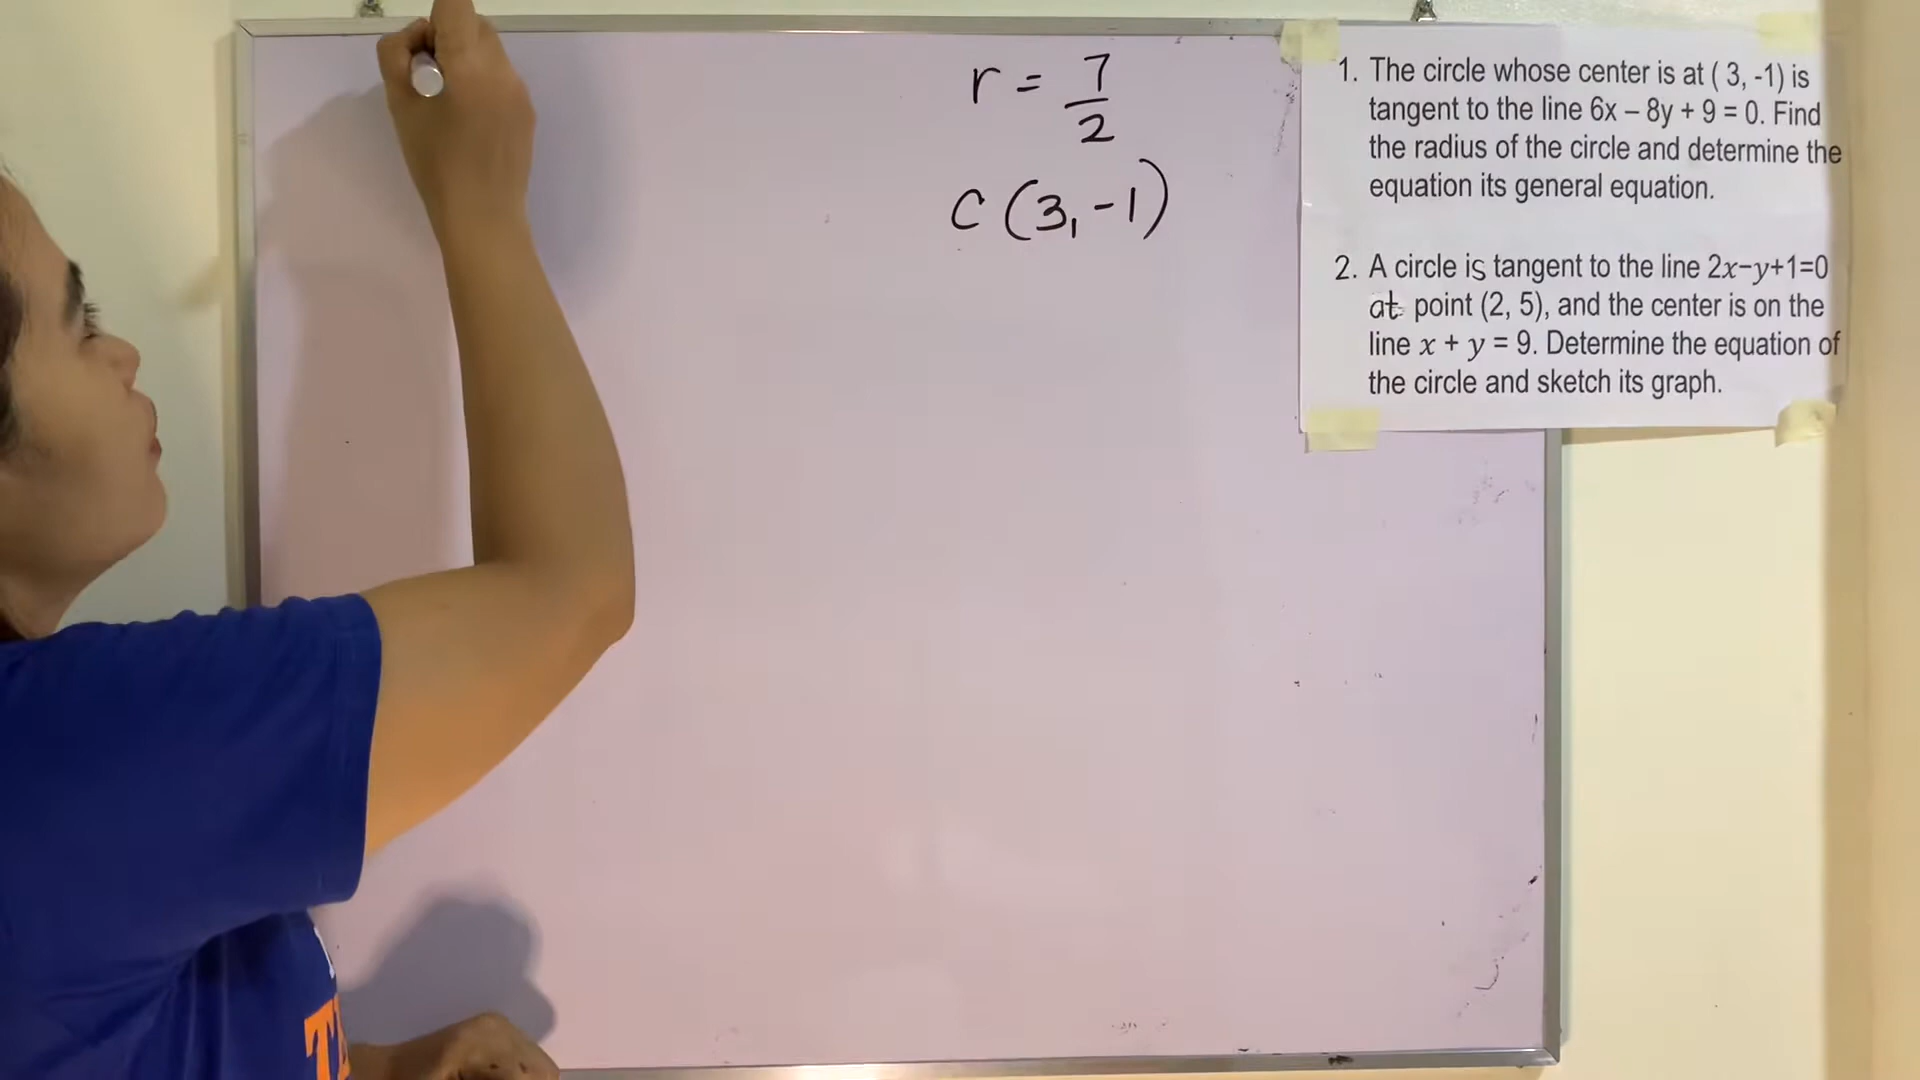 r = 7/2
C (3, -1)
1. The circle whose center is at ( 3, -1) is
tangent to the line 6x – 8y + 9 = 0. Find
the radius of the circle and determine the
equation its general equation.
2. A circle is tangent to the line 2x−y+1=0
at point (2, 5), and the center is on the
line x + y = 9. Determine the equation of
the circle and sketch its graph.